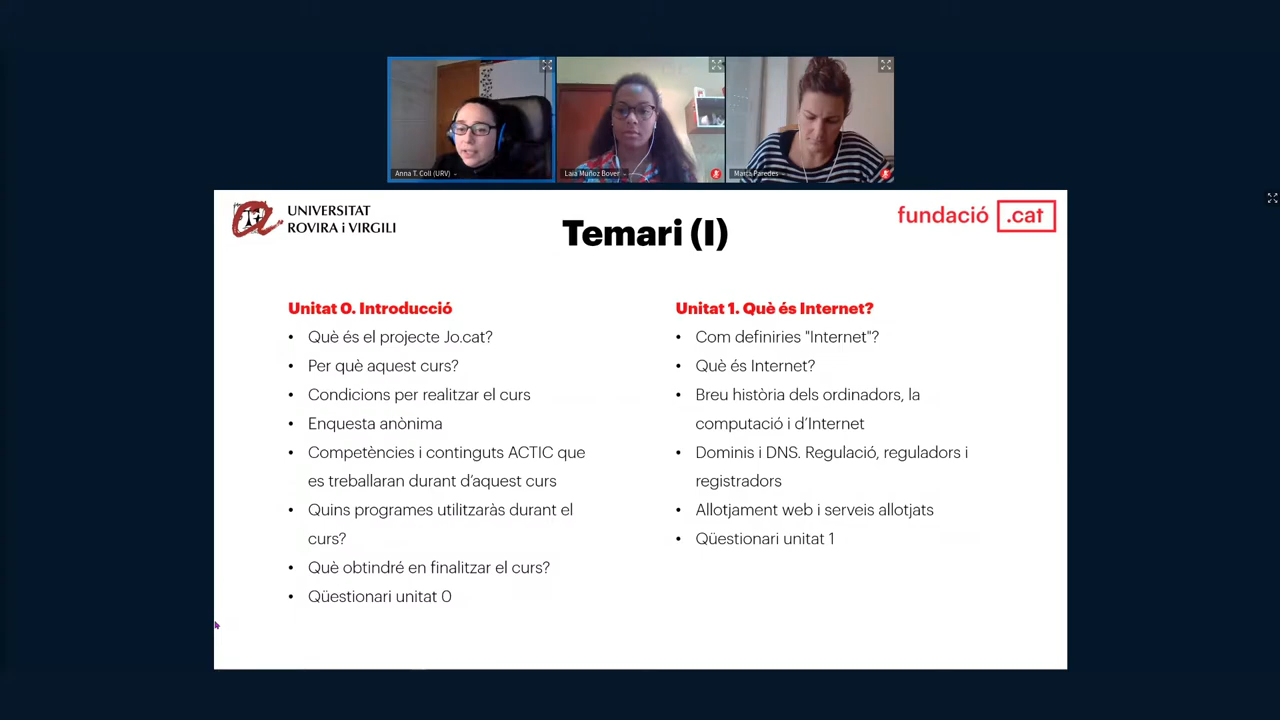 Anna T. Coll (URV)
Laia Muñoz Bover
Marta Paredes
UNIVERSITAT
ROVIRA i VIRGILI
Temari (I)
fundació .cat
Unitat 0. Introducció
• Què és el projecte Jo.cat?
• Per què aquest curs?
• Condicions per realitzar el curs
• Enquesta anònima
• Competències i continguts ACTIC que
es treballaran durant d’aquest curs
• Quins programes utilitzaràs durant el
curs?
• Què obtindré en finalitzar el curs?
• Qüestionari unitat 0
Unitat 1. Què és Internet?
• Com definiries "Internet"?
• Què és Internet?
• Breu història dels ordinadors, la
computació i d’Internet
• Dominis i DNS. Regulació, reguladors i
registradors
• Allotjament web i serveis allotjats
• Qüestionari unitat 1